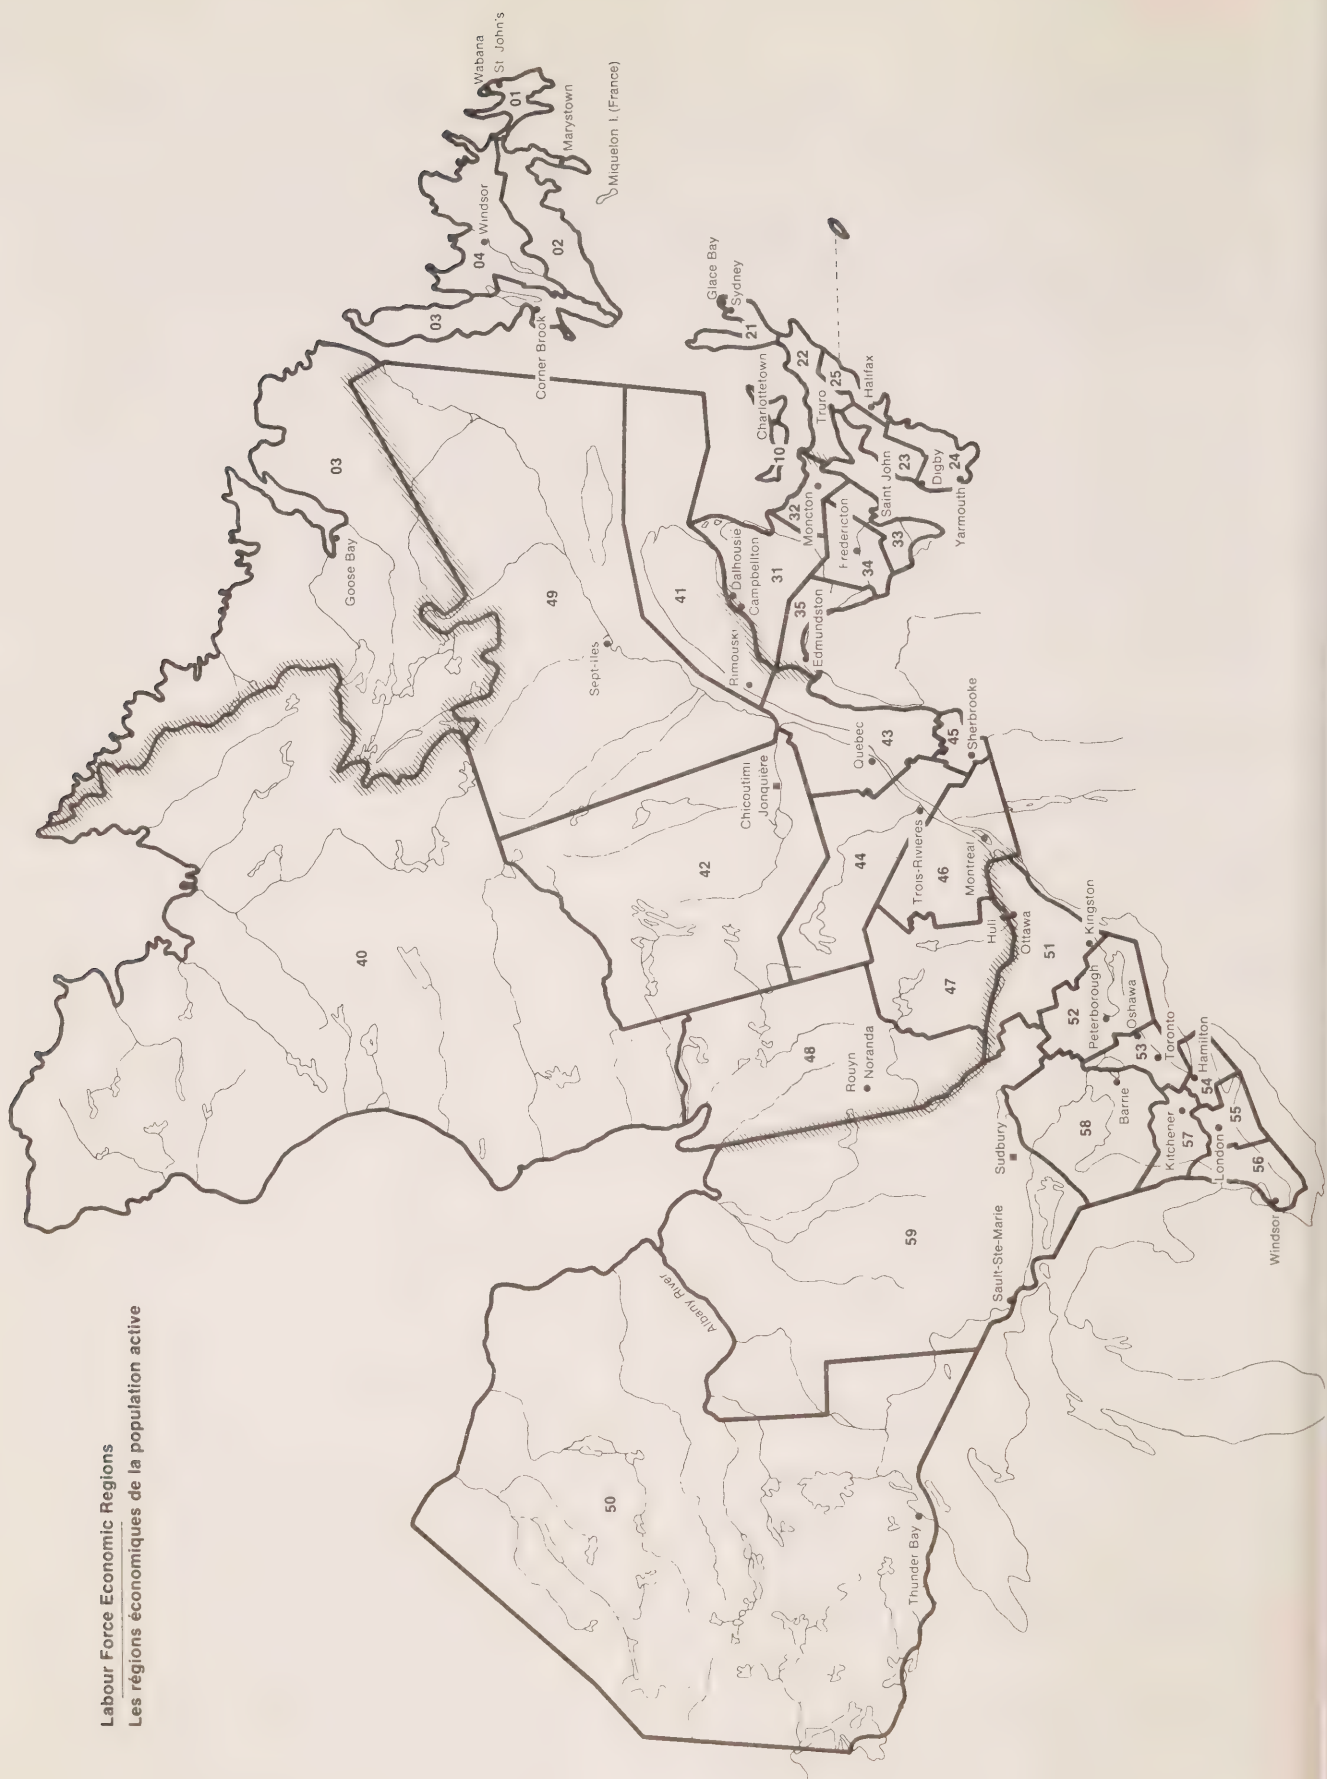 Labour Force Economic Regions
Les régions économiques de la population active
Wabana
St John's
01
Marystown
Miquelon I. (France)
Windsor
04
02
03
Corner Brook
03
Goose Bay
Glace Bay
Sydney
21
22
25
Halifax
Truro
Charlottetown
10
23
Digby
24
Yarmouth
Saint John
32
Moncton
Fredericton
33
34
35
Edmundston
31
Dalhousie
Campbellton
41
Rimouski
49
Sept-iles
40
42
Chicoutimi
Jonquière
Quebec
43
45
Sherbrooke
44
Trois-Rivieres
46
Montreal
Hull
Ottawa
47
48
Rouyn
Noranda
51
Kingston
52
Peterborough
Oshawa
53
Toronto
Hamilton
54
55
Barrie
58
Kitchener
57
London
56
Windsor
Sudbury
59
Sault-Ste-Marie
Albany River
50
Thunder Bay